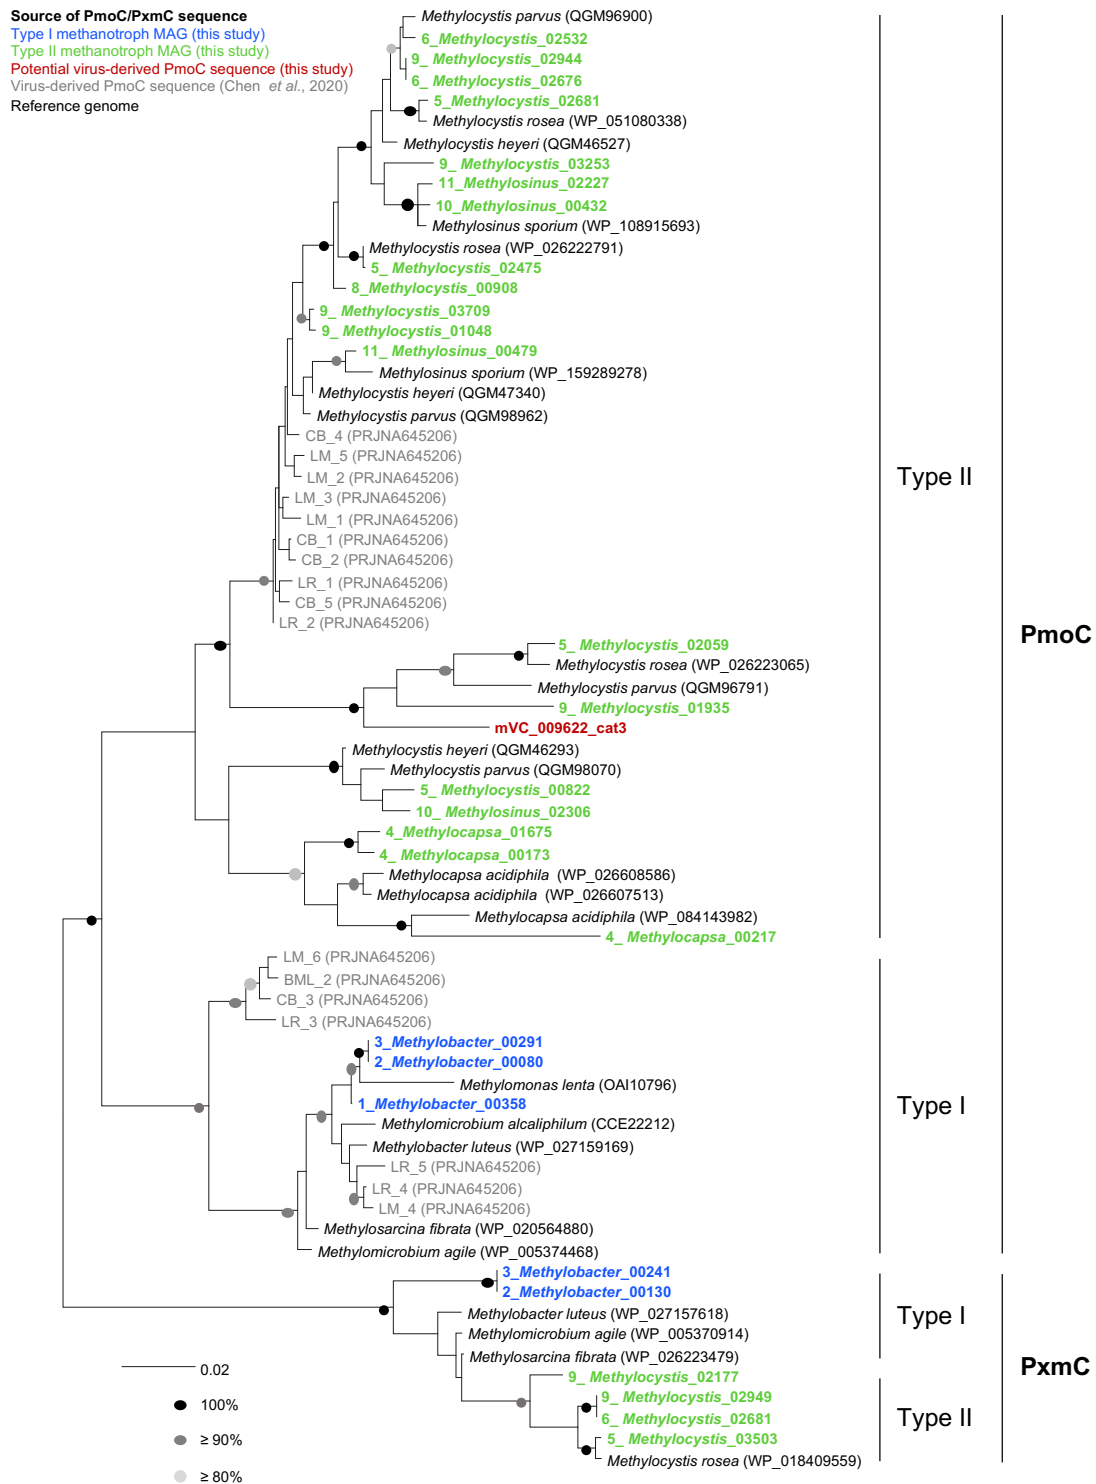 Source of PmoC/PxmC sequence
Type I methanotroph MAG (this study)
Type II methanotroph MAG (this study)
Potential virus-derived PmoC sequence (this study)
Virus-derived PmoC sequence (Chen et al., 2020)
Reference genome
Methylocystis parvus (QGM96900)
6_Methylocystis_02532
9_ Methylocystis_02944
6_ Methylocystis_02676
5_Methylocystis_02681
Methylocystis rosea (WP_051080338)
Methylocystis heyeri (QGM46527)
9_ Methylocystis_03253
11_Methylosinus_02227
10_Methylosinus_00432
Methylosinus sporium (WP_108915693)
Methylocystis rosea (WP_026222791)
5_ Methylocystis_02475
8_Methylocystis_00908
9_ Methylocystis_03709
9_ Methylocystis_01048
11_ Methylosinus_00479
Methylosinus sporium (WP_159289278)
Methylocystis heyeri (QGM47340)
Methylocystis parvus (QGM98962)
CB_4 (PRJNA645206)
LM_5 (PRJNA645206)
LM_2 (PRJNA645206)
LM_3 (PRJNA645206)
LM_1 (PRJNA645206)
CB_1 (PRJNA645206)
CB_2 (PRJNA645206)
LR_1 (PRJNA645206)
CB_5 (PRJNA645206)
LR_2 (PRJNA645206)
5_ Methylocystis_02059
Methylocystis rosea (WP_026223065)
Methylocystis parvus (QGM96791)
9_ Methylocystis_01935
mVC_009622_cat3
Methylocystis heyeri (QGM46293)
Methylocystis parvus (QGM98070)
5_ Methylocystis_00822
10_ Methylosinus_02306
4_Methylocapsa_01675
4_ Methylocapsa_00173
Methylocapsa acidiphila (WP_026608586)
Methylocapsa acidiphila (WP_026607513)
Methylocapsa acidiphila (WP_084143982)
4_ Methylocapsa_00217
Type II
PmoC
LM_6 (PRJNA645206)
BML_2 (PRJNA645206)
CB_3 (PRJNA645206)
LR_3 (PRJNA645206)
3_Methylobacter_00291
2_Methylobacter_00080
Methylomonas lenta (OAI10796)
1_Methylobacter_00358
Methylomicrobium alcaliphilum (CCE22212)
Methylobacter luteus (WP_027159169)
LR_5 (PRJNA645206)
LR_4 (PRJNA645206)
LM_4 (PRJNA645206)
Methylosarcina fibrata (WP_020564880)
Methylomicrobium agile (WP_005374468)
Type I
3_Methylobacter_00241
2_Methylobacter_00130
Methylobacter luteus (WP_027157618)
Methylomicrobium agile (WP_005370914)
Methylosarcina fibrata (WP_026223479)
Type I
PxmC
9_ Methylocystis_02177
9_ Methylocystis_02949
6_ Methylocystis_02681
5_ Methylocystis_03503
Methylocystis rosea (WP_018409559)
Type II
0.02
100%
≥ 90%
≥ 80%